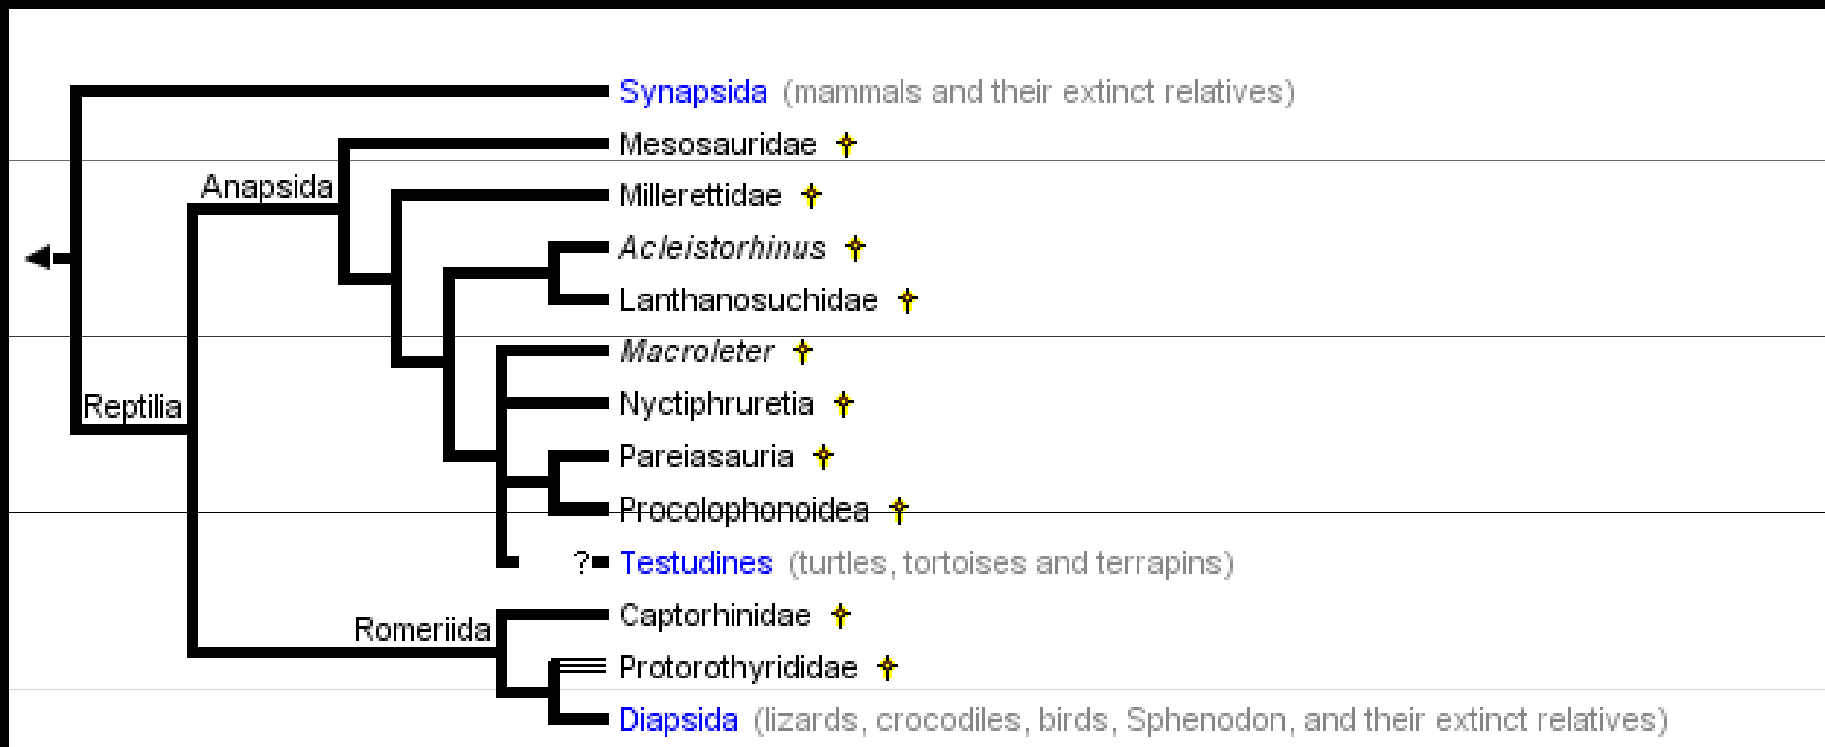 Synapsida (mammals and their extinct relatives)
Mesosauridae †
Anapsida
Millerettidae †
Acleistorhinus †
Lanthanosuchidae †
Macroleter †
Reptilia
Nyctiphruretia †
Pareiasauria †
Procolophonoidea †
? Testudines (turtles, tortoises and terrapins)
Captorhinidae †
Romeriida
Protorothyrididae †
Diapsida (lizards, crocodiles, birds, Sphenodon, and their extinct relatives)